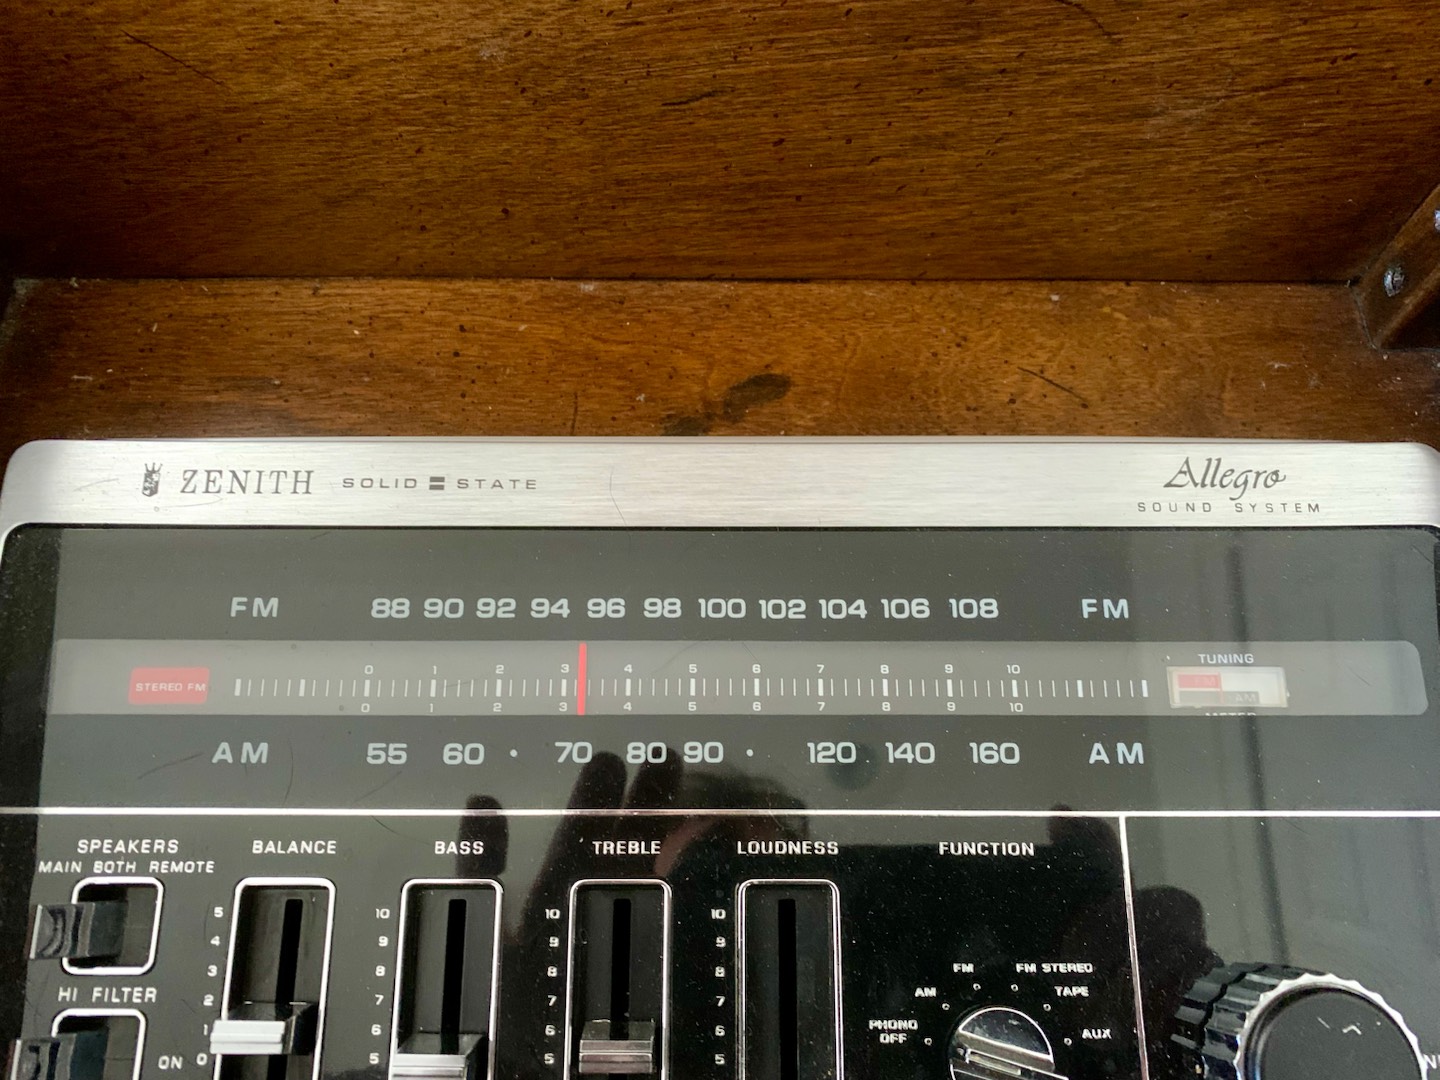 ZENITH SOLID STATE
Allegro
SOUND SYSTEM
FM 88 90 92 94 96 98 100 102 104 106 108 FM
TUNING
0 1 2 3 4 5 6 7 8 9 10
STEREO FM
AM
0 1 2 3 4 5 6 7 8 9 10
METER
AM 55 60 · 70 80 90 · 120 · 140 160 AM
SPEAKERS
MAIN BOTH REMOTE
BALANCE
BASS
TREBLE
LOUDNESS
FUNCTION
5 10 10 10
4 9 9 9
3 8 8 8
2 7 7 7
1 6 6 6
0 5 5 5
HI FILTER
ON
FM FM STEREO
AM TAPE
PHONO
OFF
AUX